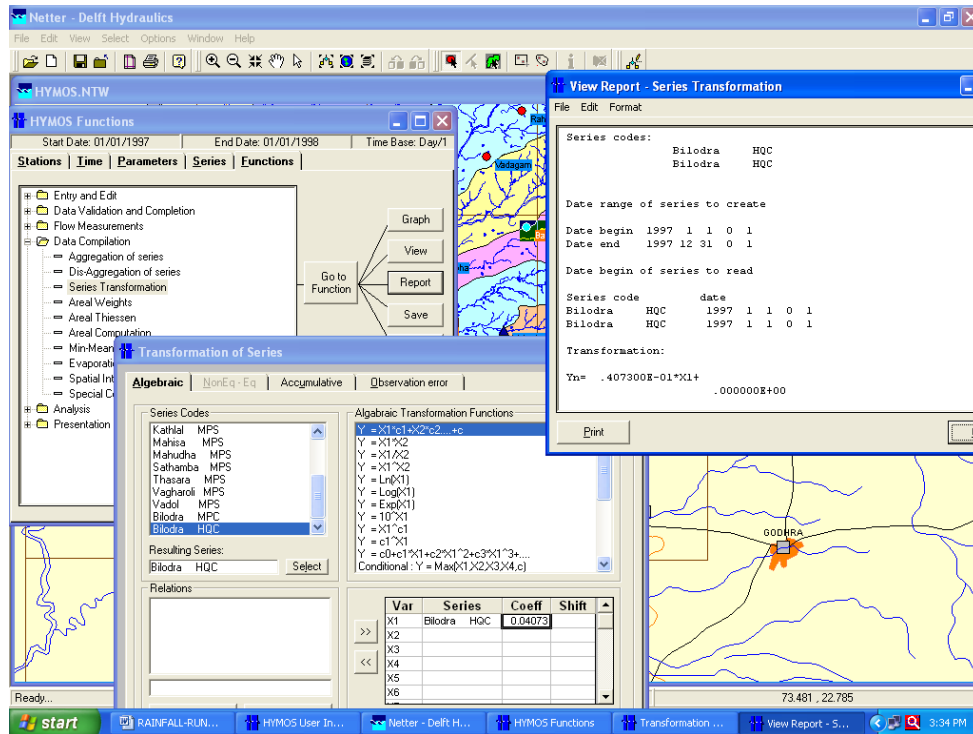 Netter - Delft Hydraulics
File Edit View Select Options Window Help
HYMOS.NTW
HYMOS Functions
Start Date: 01/01/1997 End Date: 01/01/1998 Time Base: Day/1
Stations Time Parameters Series Functions
Entry and Edit
Data Validation and Completion
Flow Measurements
Data Compilation
Aggregation of series
Dis-Aggregation of series
Series Transformation
Areal Weights
Areal Thiessen
Areal Computation
Min-Mean
Analysis
Presentation
Go to
Function
Graph
View
Report
Save
Vadagam
Transformation of Series
Algebraic NonEq - Eq Accumulative Observation error
Series Codes
Kathlal MPS
Mahisa MPS
Mahudha MPS
Sathamba MPS
Thasara MPS
Vagharoli MPS
Vadol MPS
Bilodra MPC
Bilodra HQC
Resulting Series:
Bilodra HQC Select
Relations
Algabraic Transformation Functions
Y = X1*c1+X2*c2....+c
Y = X1*X2
Y = X1/X2
Y = X1^X2
Y = Ln(X1)
Y = Log(X1)
Y = Exp(X1)
Y = 10^X1
Y = X1^c1
Y = c1^X1
Y = c0+c1*X1+c2*X1^2+c3*X1^3+....
Conditional : Y = Max(X1,X2,X3,X4,c)
>>
<<
Var Series Coeff Shift
X1 Bilodra HQC 0.04073
X2
X3
X4
X5
X6
View Report - Series Transformation
File Edit Format
Series codes:
Bilodra HQC
Bilodra HQC
Date range of series to create
Date begin 1997 1 1 0 1
Date end 1997 12 31 0 1
Date begin of series to read
Series code date
Bilodra HQC 1997 1 1 0 1
Bilodra HQC 1997 1 1 0 1
Transformation:
Yn= .407300E-01*X1+
.000000E+00
Print
GODHRA
Ready...
73.481 , 22.785
start RAINFALL-RUN... HYMOS User In... Netter - Delft H... HYMOS Functions Transformation ... View Report - S... 3:34 PM